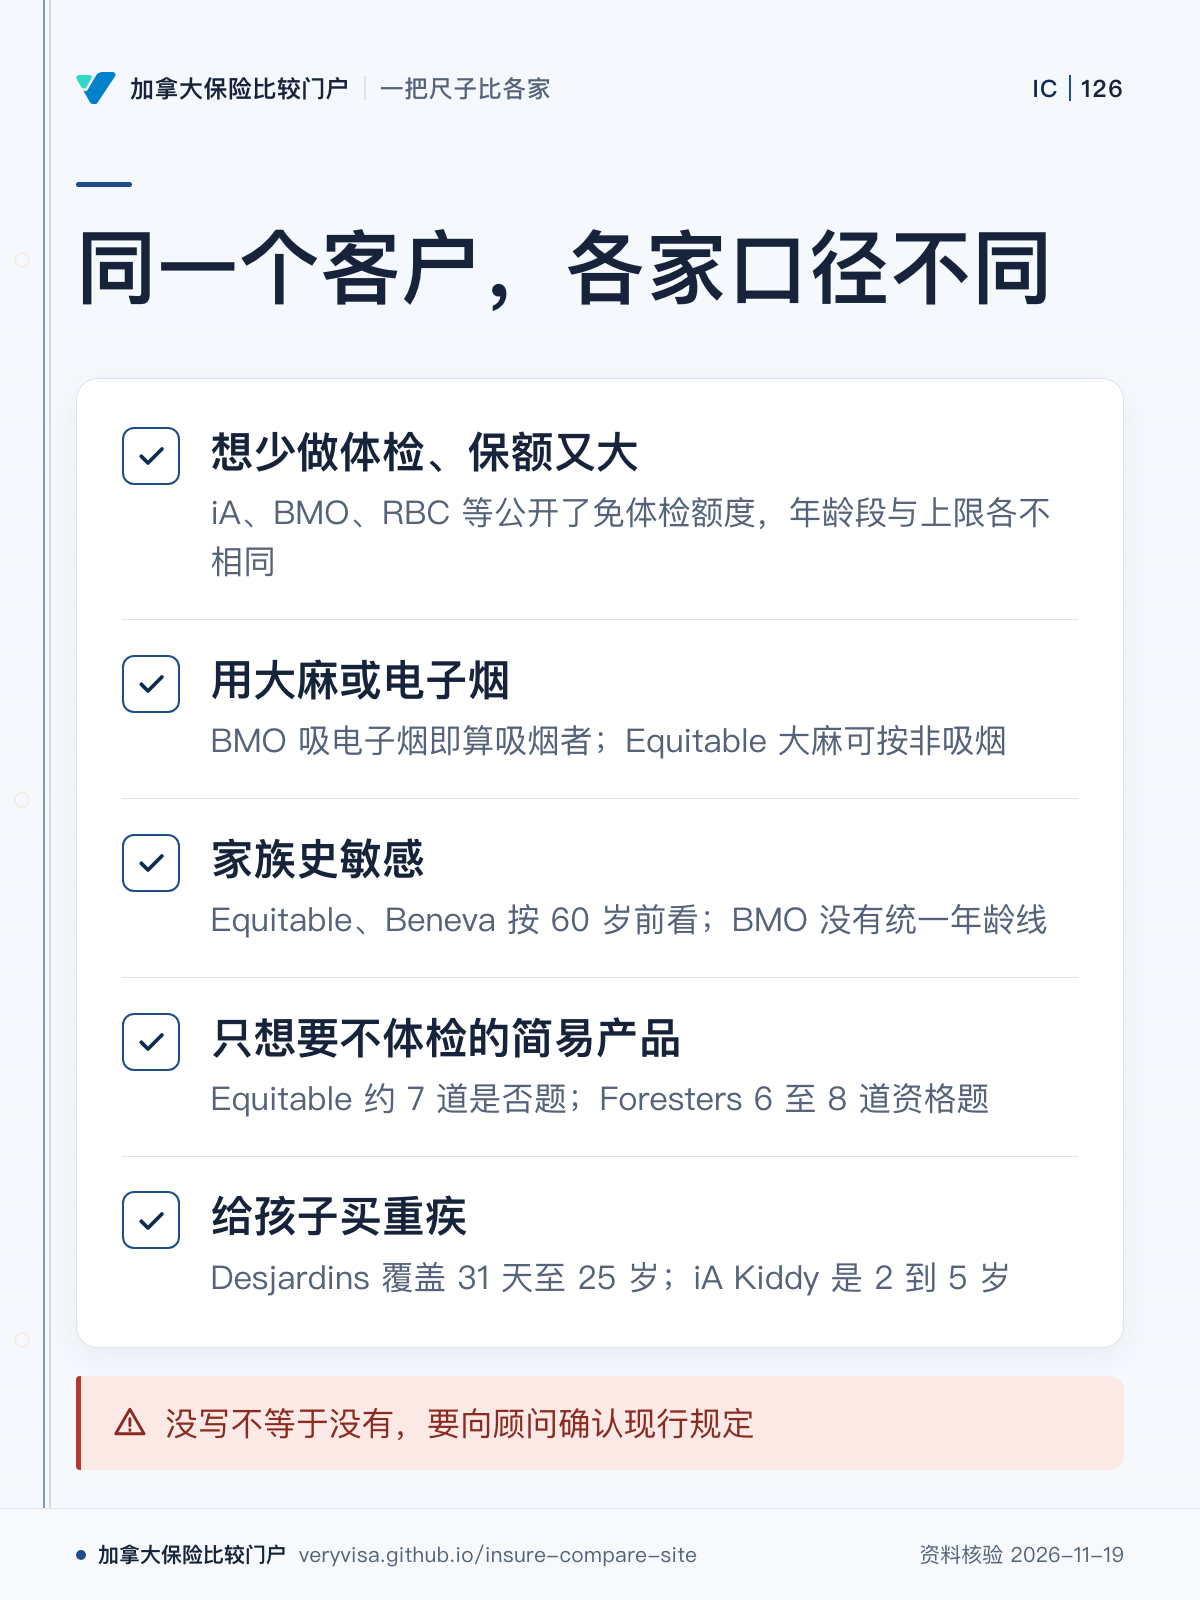 加拿大保险比较门户 一把尺子比各家
IC 126
同一个客户，各家口径不同
想少做体检、保额又大
iA、BMO、RBC 等公开了免体检额度，年龄段与上限各不
相同
用大麻或电子烟
BMO 吸电子烟即算吸烟者；Equitable 大麻可按非吸烟
家族史敏感
Equitable、Beneva 按 60 岁前看；BMO 没有统一年龄线
只想要不体检的简易产品
Equitable 约 7 道是否题；Foresters 6 至 8 道资格题
给孩子买重疾
Desjardins 覆盖 31 天至 25 岁；iA Kiddy 是 2 到 5 岁
没写不等于没有，要向顾问确认现行规定
加拿大保险比较门户 veryvisa.github.io/insure-compare-site
资料核验 2026-11-19